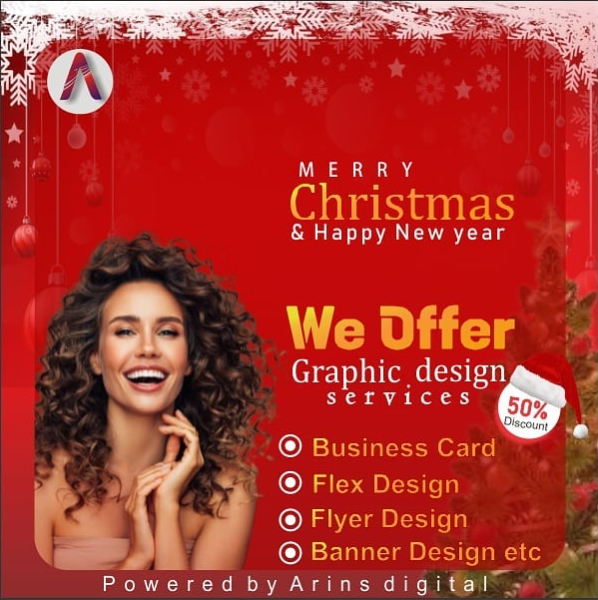 MERRY
Christmas
& Happy New year
We Offer
Graphic design
services
50%
Discount
Business Card
Flex Design
Flyer Design
Banner Design etc
Powered by Arins digital